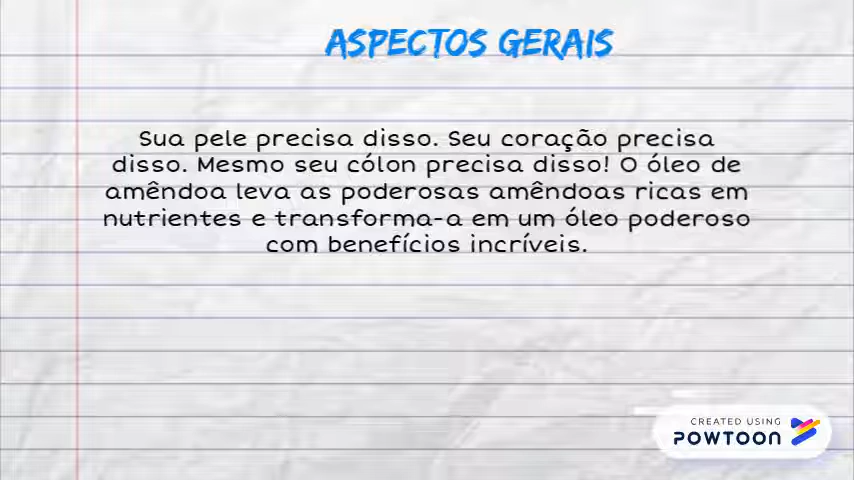 ASPECTOS GERAIS
Sua pele precisa disso. Seu coração precisa
disso. Mesmo seu cólon precisa disso! O óleo de
amêndoa leva as poderosas amêndoas ricas em
nutrientes e transforma-a em um óleo poderoso
com benefícios incríveis.
CREATED USING
POWTOON